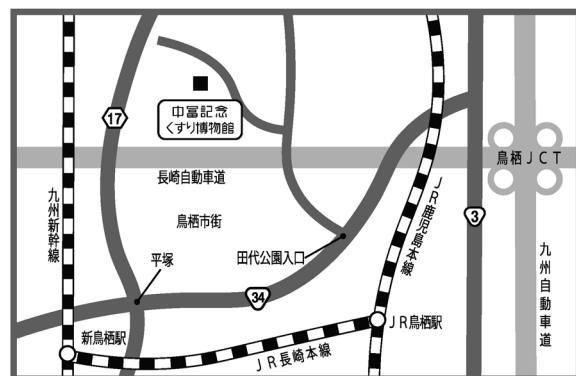 17
中冨記念
くすり博物館
鳥栖JCT
長崎自動車道
九州新幹線
鳥栖市街
JR鹿児島本線
3
田代公園入口
平塚
九州自動車道
34
新鳥栖駅
JR鳥栖駅
JR長崎本線